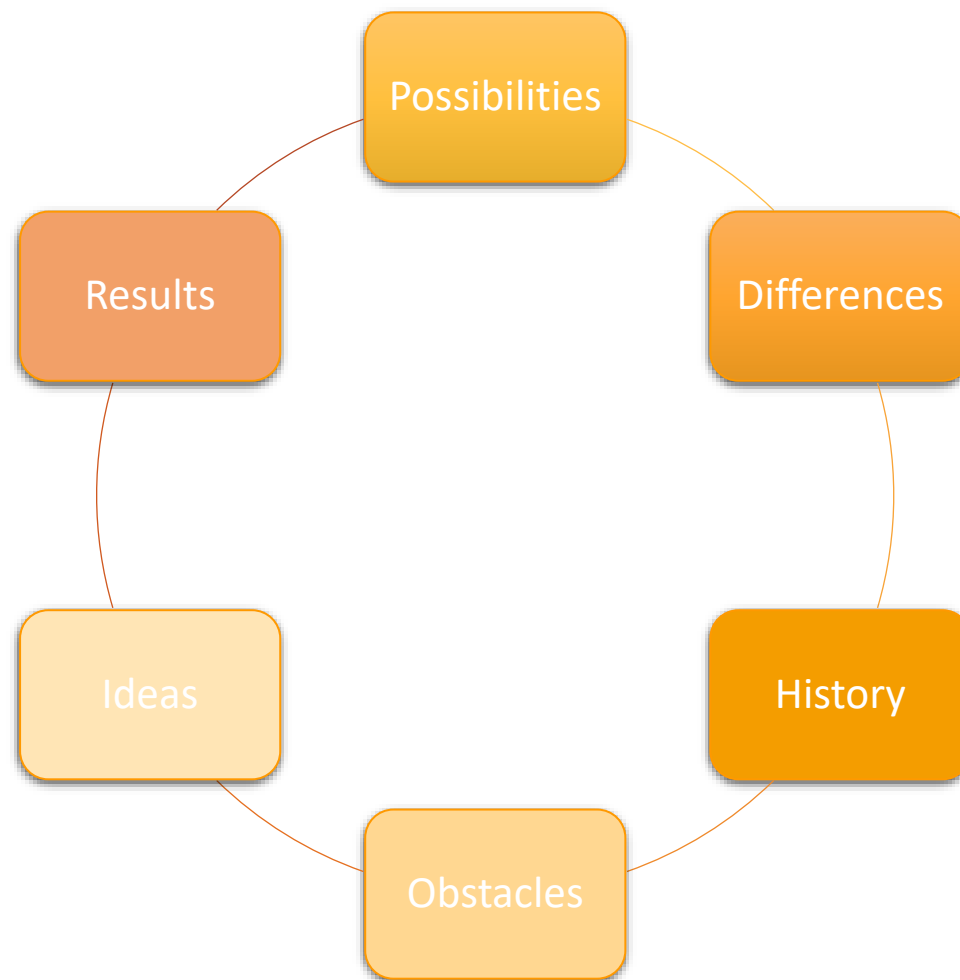 Possibilities
Differences
History
Obstacles
Ideas
Results